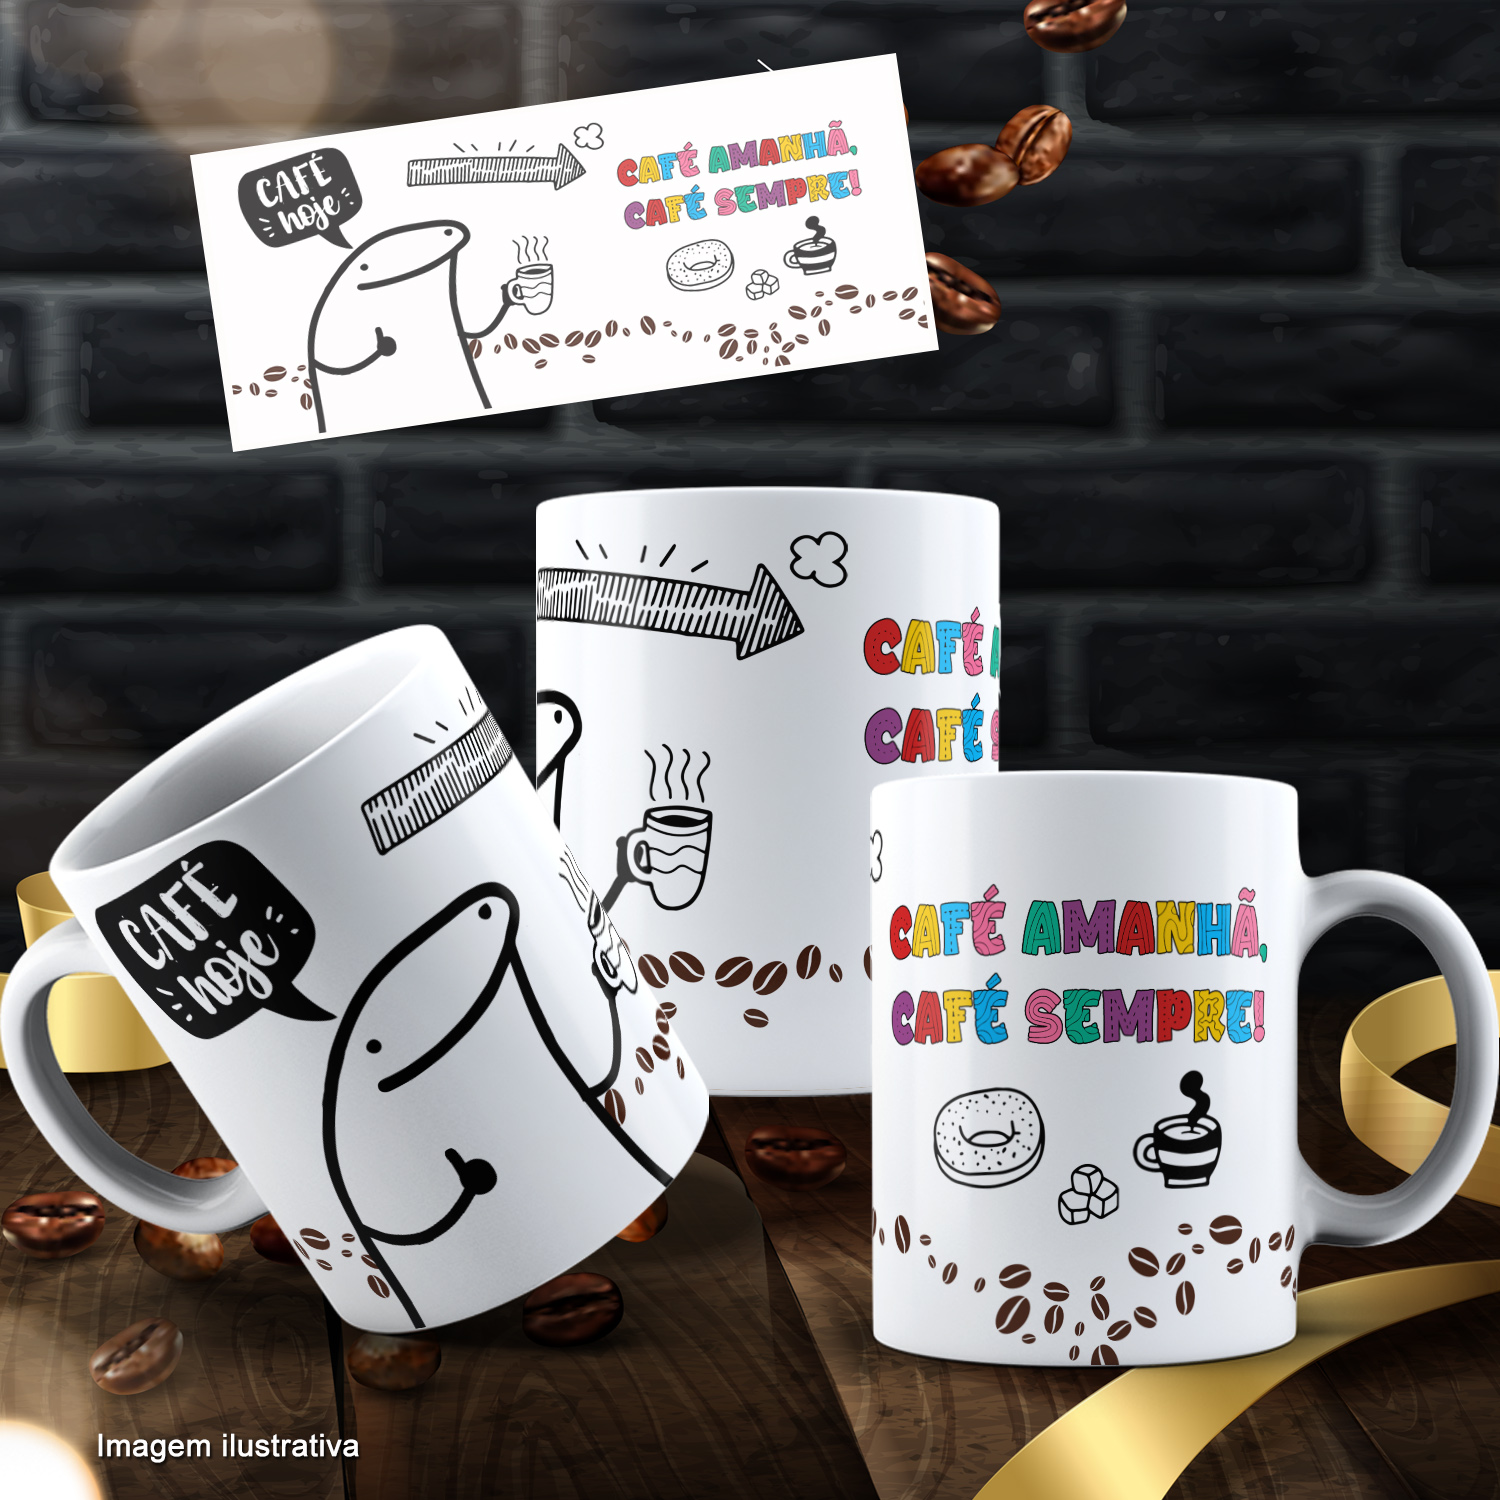 CAFÉ
hoje
CAFÉ AMANHÃ,
CAFÉ SEMPRE!
CAFÉ
hoje
CAFÉ A
CAFÉ S
CAFÉ AMANHÃ,
CAFÉ SEMPRE!
Imagem ilustrativa